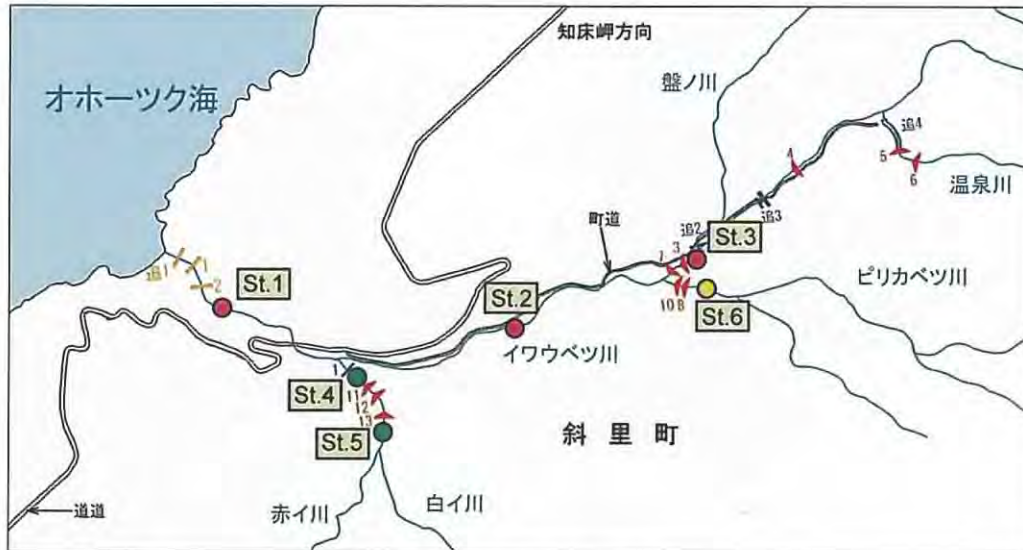 知床岬方向
オホーツク海
盤ノ川
追4
4
5
6
温泉川
町道
追2
追3
3
St.3
ピリカベツ川
追1
1
2
St.1
St.2
10 8
St.6
イワウベツ川
1
St.4
11
12
13
St.5
斜里町
道道
赤イ川
白イ川